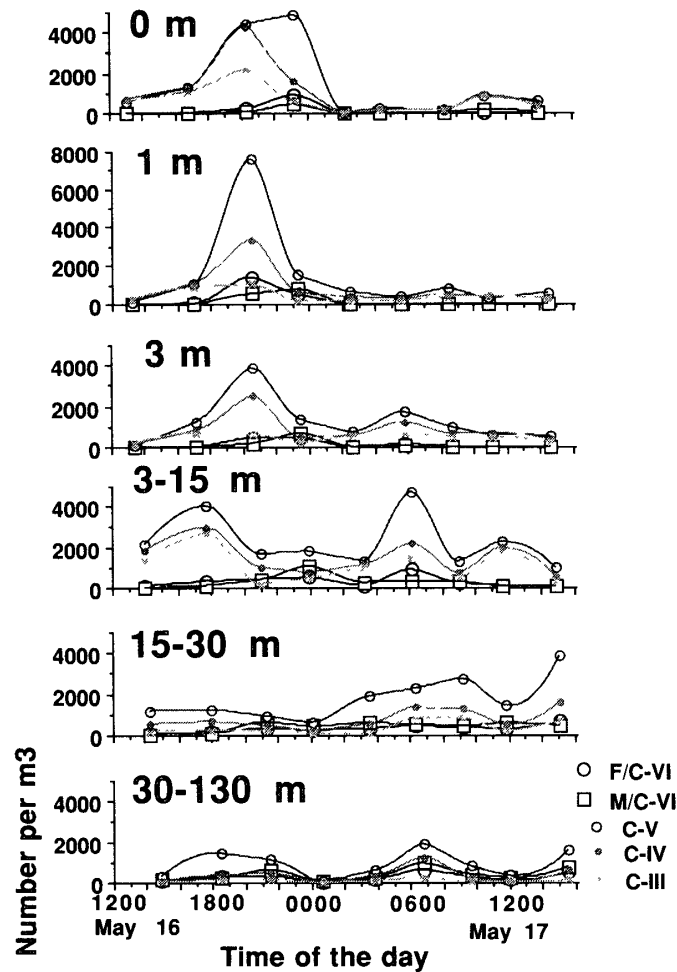 0 m
4000
2000
0
1 m
8000
6000
4000
2000
0
3 m
4000
2000
0
3-15 m
4000
2000
0
15-30 m
4000
2000
0
30-130 m
4000
2000
0
F/C-VI
M/C-VI
C-V
C-IV
C-III
Number per m3
1200 1800 0000 0600 1200
May 16 May 17
Time of the day